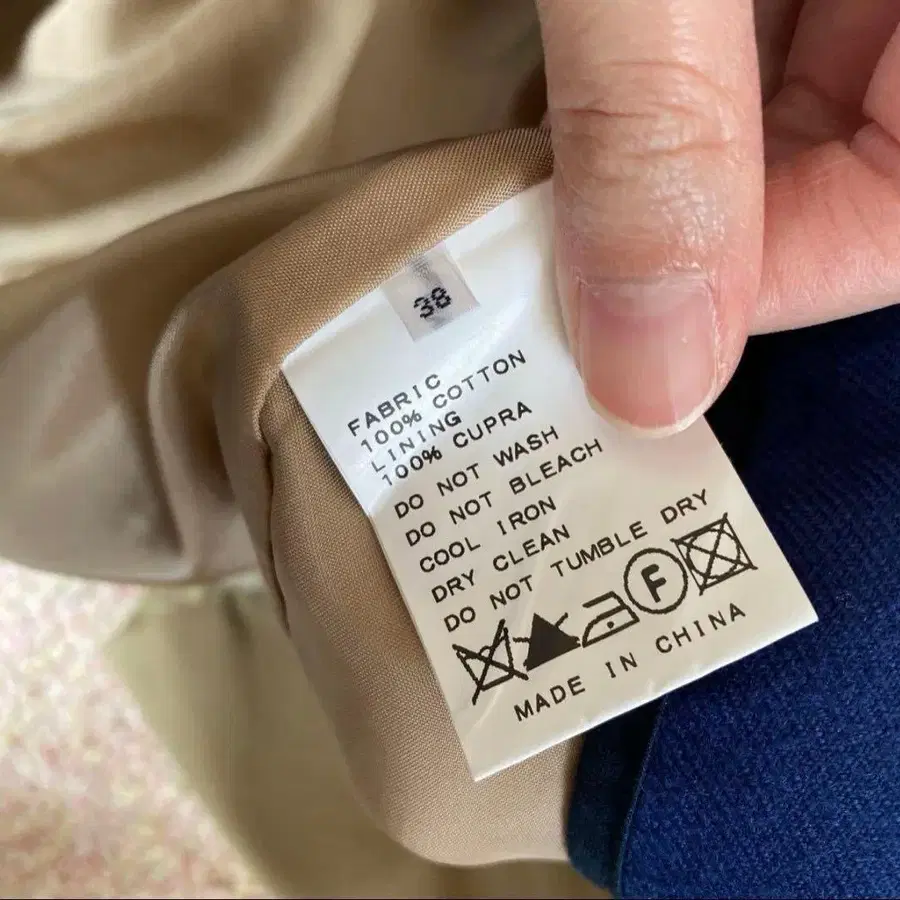 38
FABRIC
100% COTTON
LINING
100% CUPRA
DO NOT WASH
DO NOT BLEACH
COOL IRON
DRY CLEAN
DO NOT TUMBLE DRY
F
MADE IN CHINA